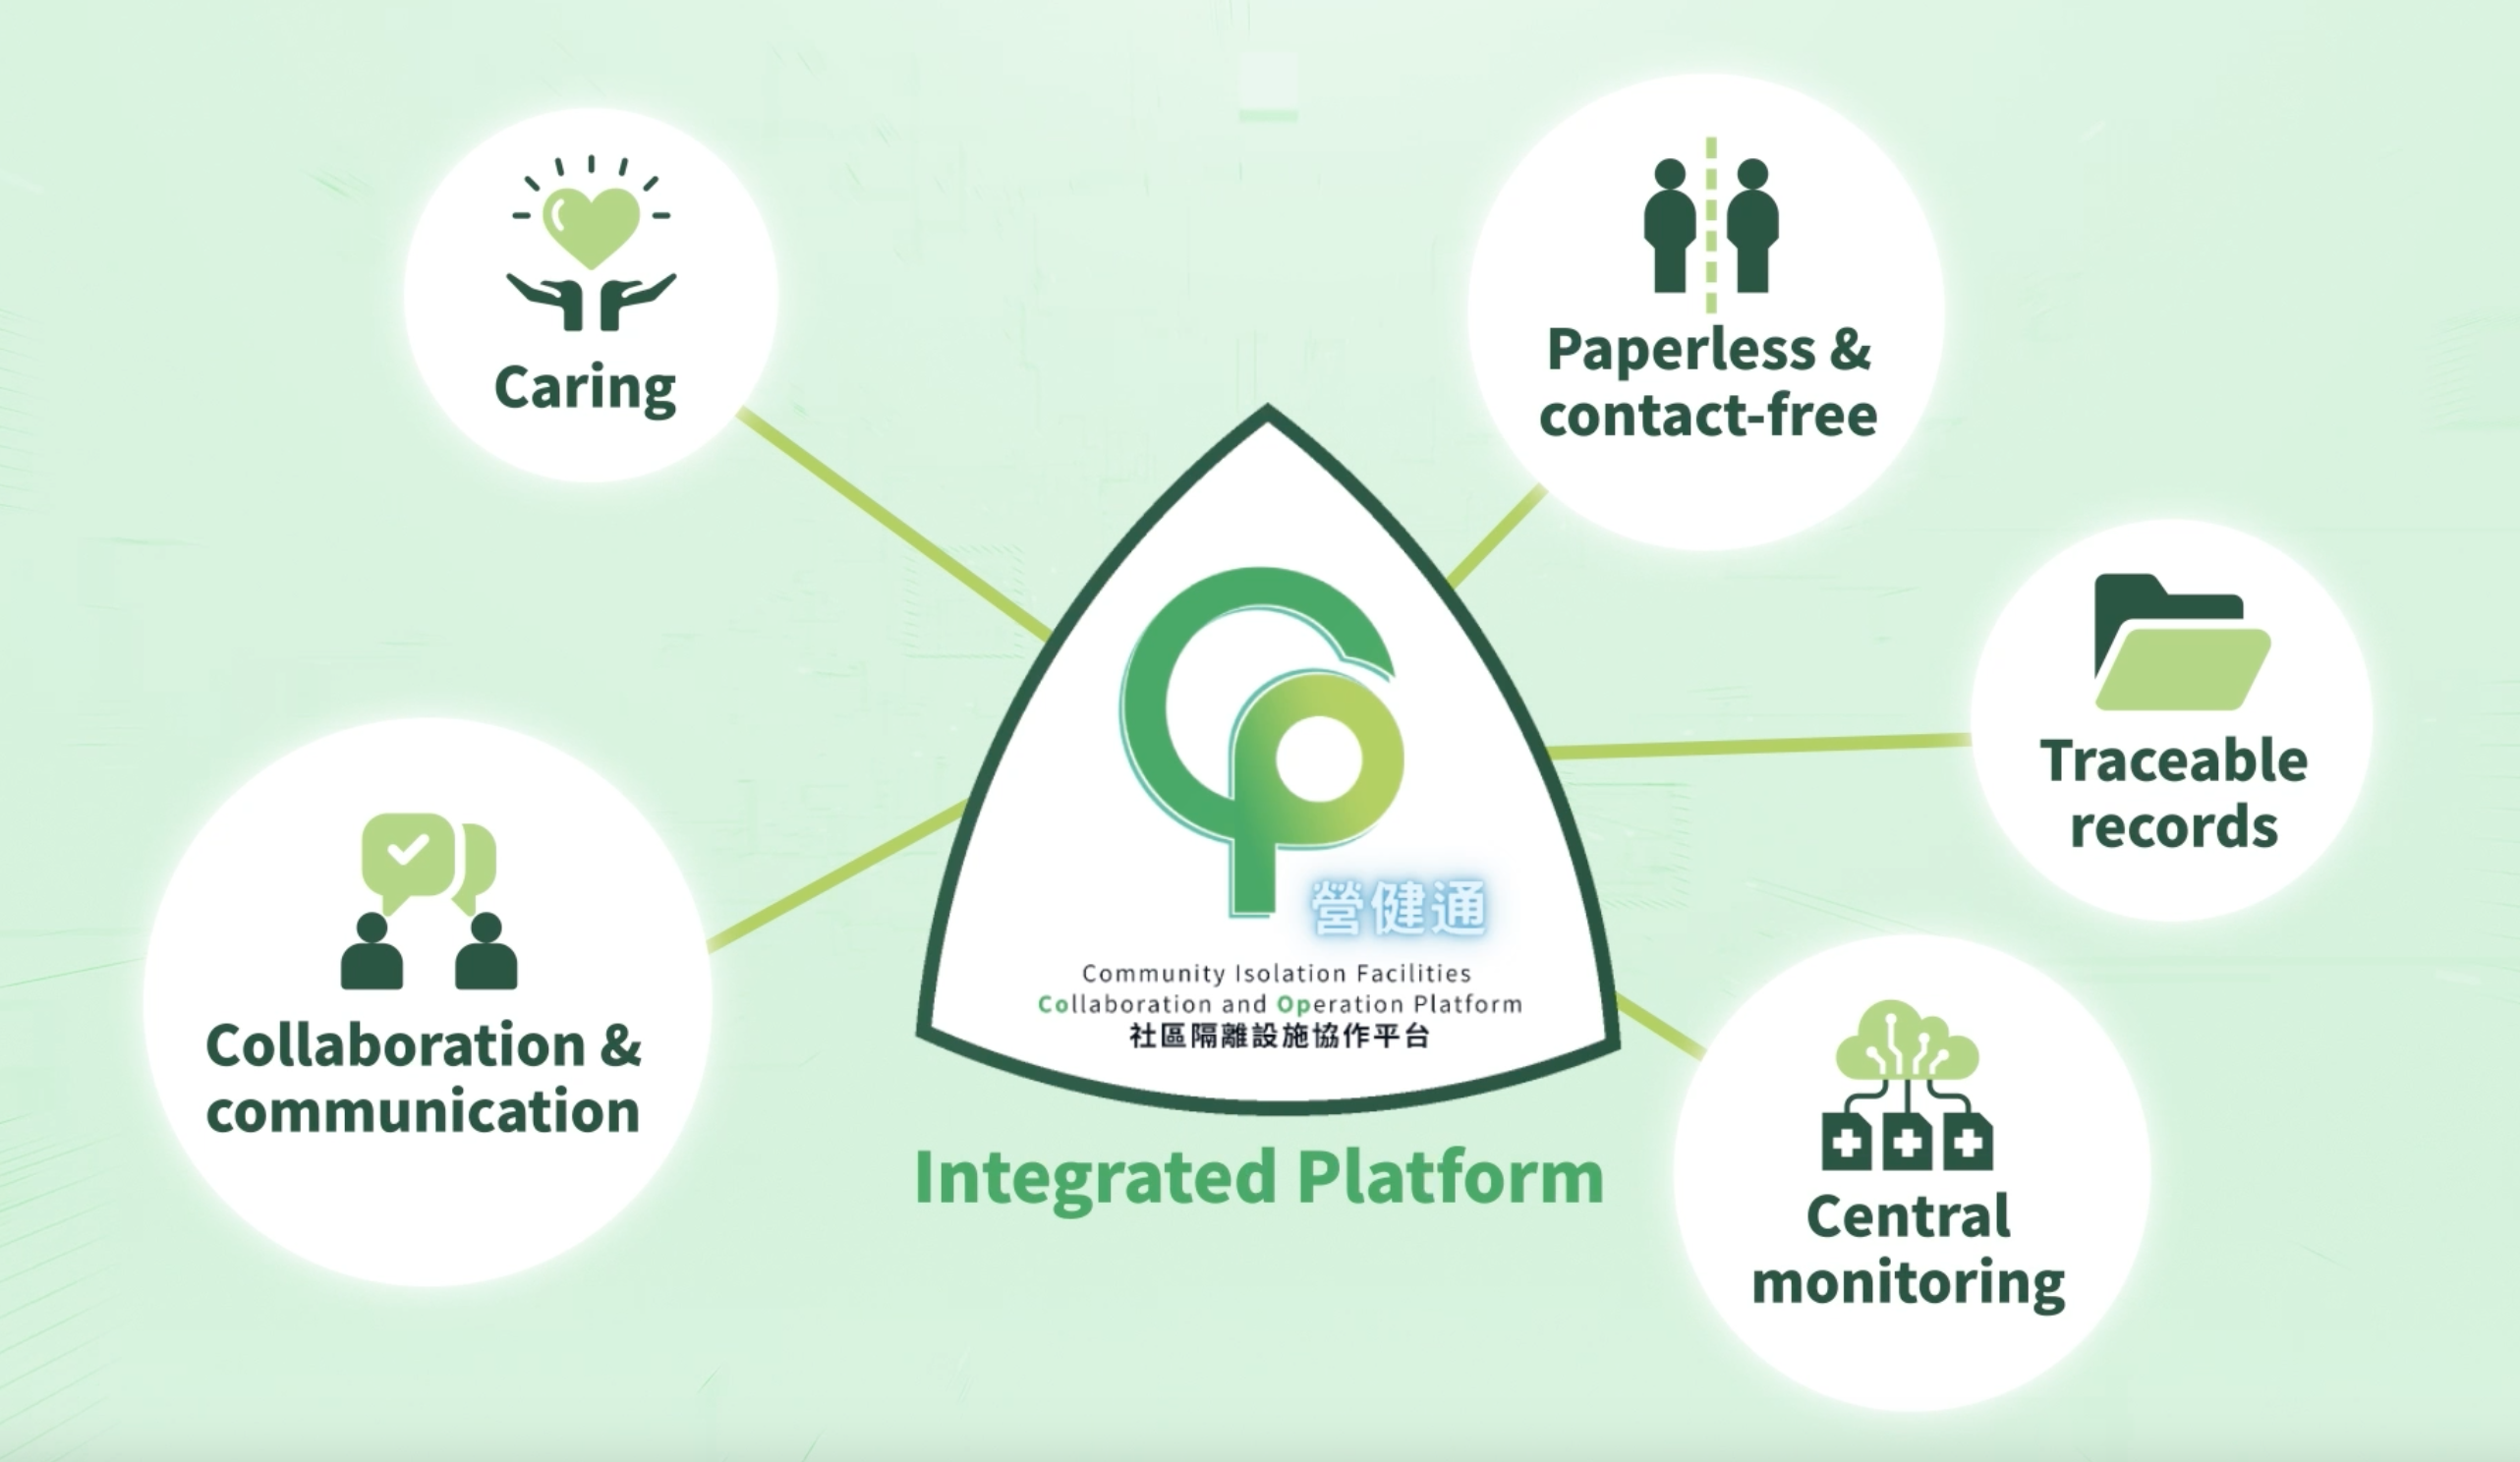 Caring
Paperless &
contact-free
Traceable
records
Collaboration &
communication
營健通
Community Isolation Facilities
Collaboration and Operation Platform
社區隔離設施協作平台
Integrated Platform
Central
monitoring